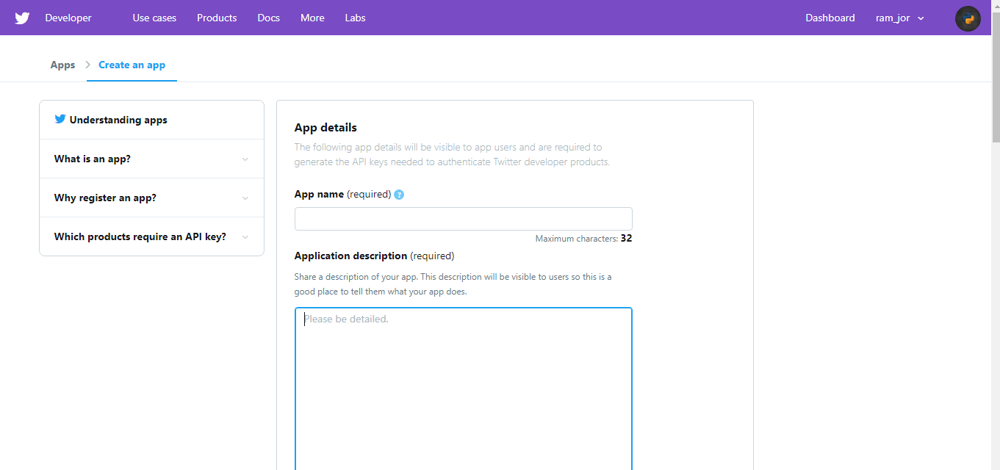 Developer Use cases Products Docs More Labs Dashboard ram_jor
Apps Create an app
Understanding apps
What is an app?
Why register an app?
Which products require an API key?
App details
The following app details will be visible to app users and are required to
generate the API keys needed to authenticate Twitter developer products.
App name (required) ?
Maximum characters: 32
Application description (required)
Share a description of your app. This description will be visible to users so this is a
good place to tell them what your app does.
Please be detailed.